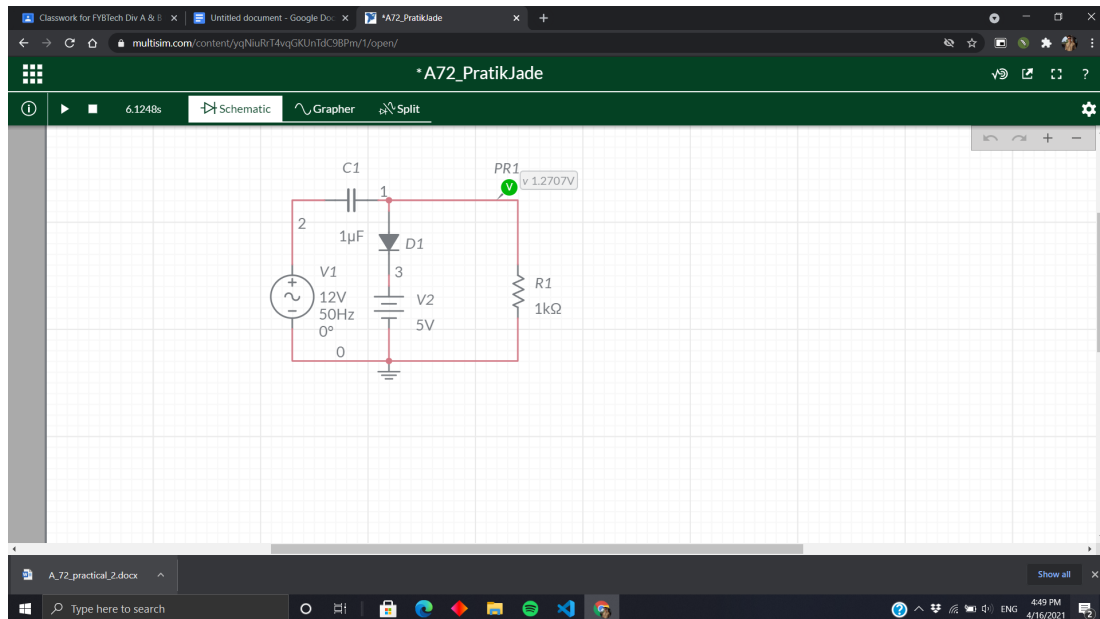 Classwork for FYBTech Div A & B
Untitled document - Google Doc
*A72_PratikJade
multisim.com/content/yqNiuRrT4vqGKUnTdC9BPm/1/open/
* A72_PratikJade
6.1248s
Schematic
Grapher
Split
C1
PR1
V
v 1.2707V
1
2
1µF
D1
V1
3
12V
V2
R1
50Hz
1kΩ
0°
5V
0
A_72_practical_2.docx
Show all
Type here to search
ENG
4:49 PM
4/16/2021
2